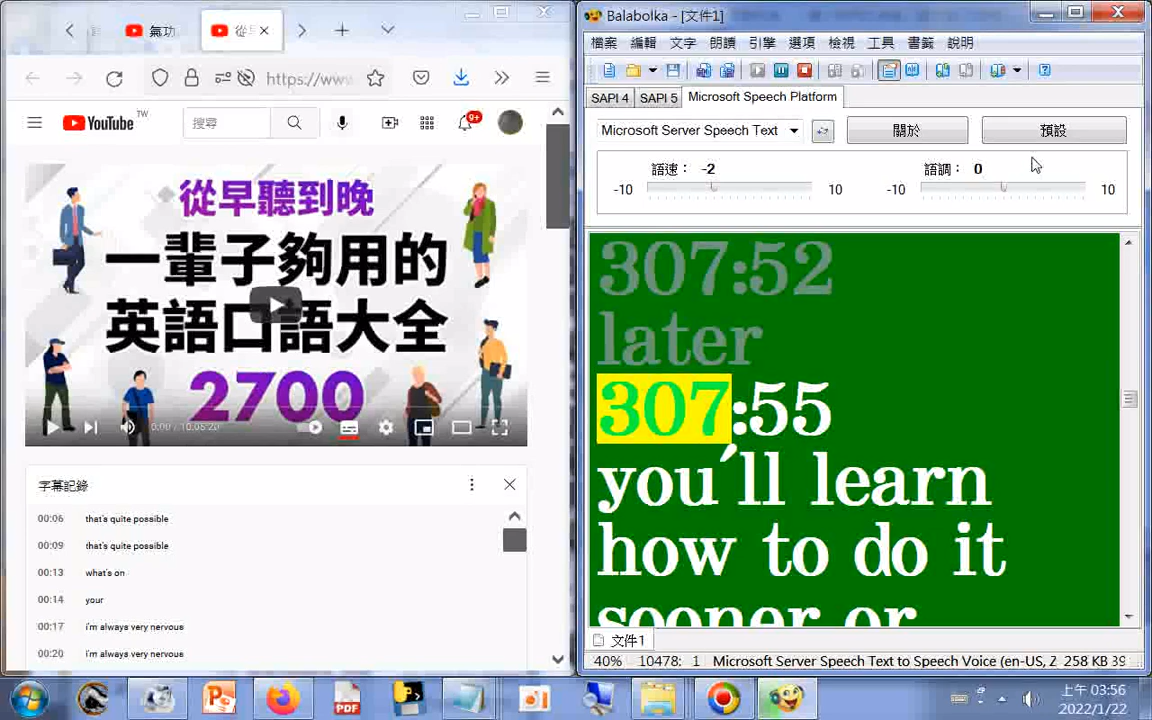 氣功
從
https://www
YouTube TW
搜尋
9+
從早聽到晚
一輩子夠用的
英語口語大全
2700
0:00 / 10:05:20
字幕記錄
00:06 that's quite possible
00:09 that's quite possible
00:13 what's on
00:14 your
00:17 i'm always very nervous
00:20 i'm always very nervous
Balabolka - [文件1]
檔案 編輯 文字 朗讀 引擎 選項 檢視 工具 書籤 說明
SAPI 4 SAPI 5 Microsoft Speech Platform
Microsoft Server Speech Text 關於 預設
語速： -2 語調： 0
-10 10 -10 10
307:52
later
307:55
you'll learn
how to do it
sooner or
文件1
40% 10478: 1 Microsoft Server Speech Text to Speech Voice (en-US, 2 258 KB 39
PDF
上午 03:56
2022/1/22